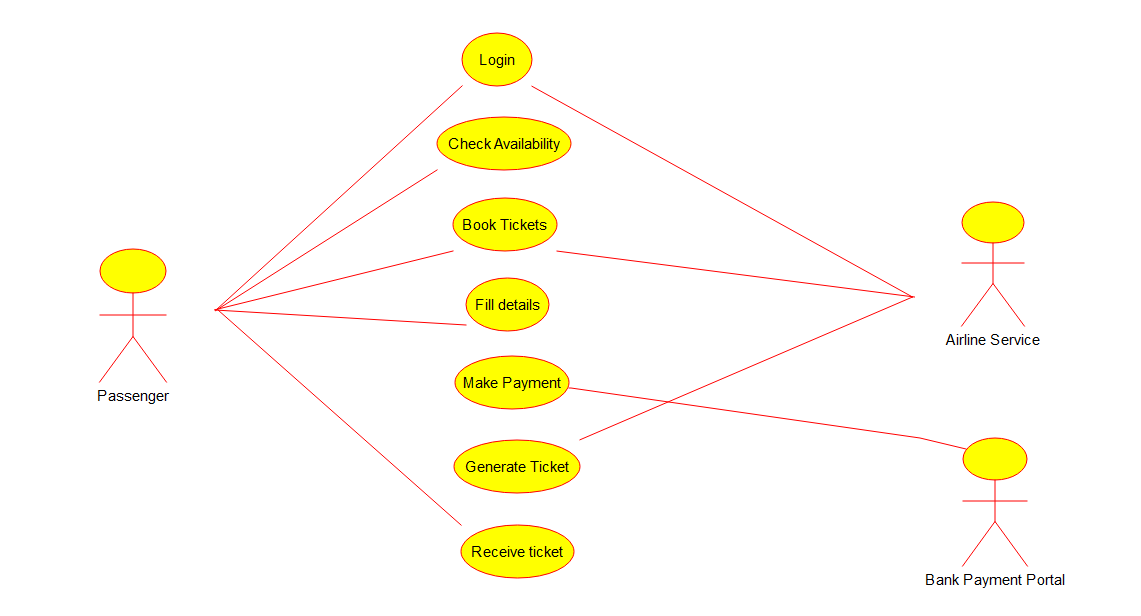 Login
Check Availability
Book Tickets
Fill details
Make Payment
Generate Ticket
Receive ticket
Passenger
Airline Service
Bank Payment Portal